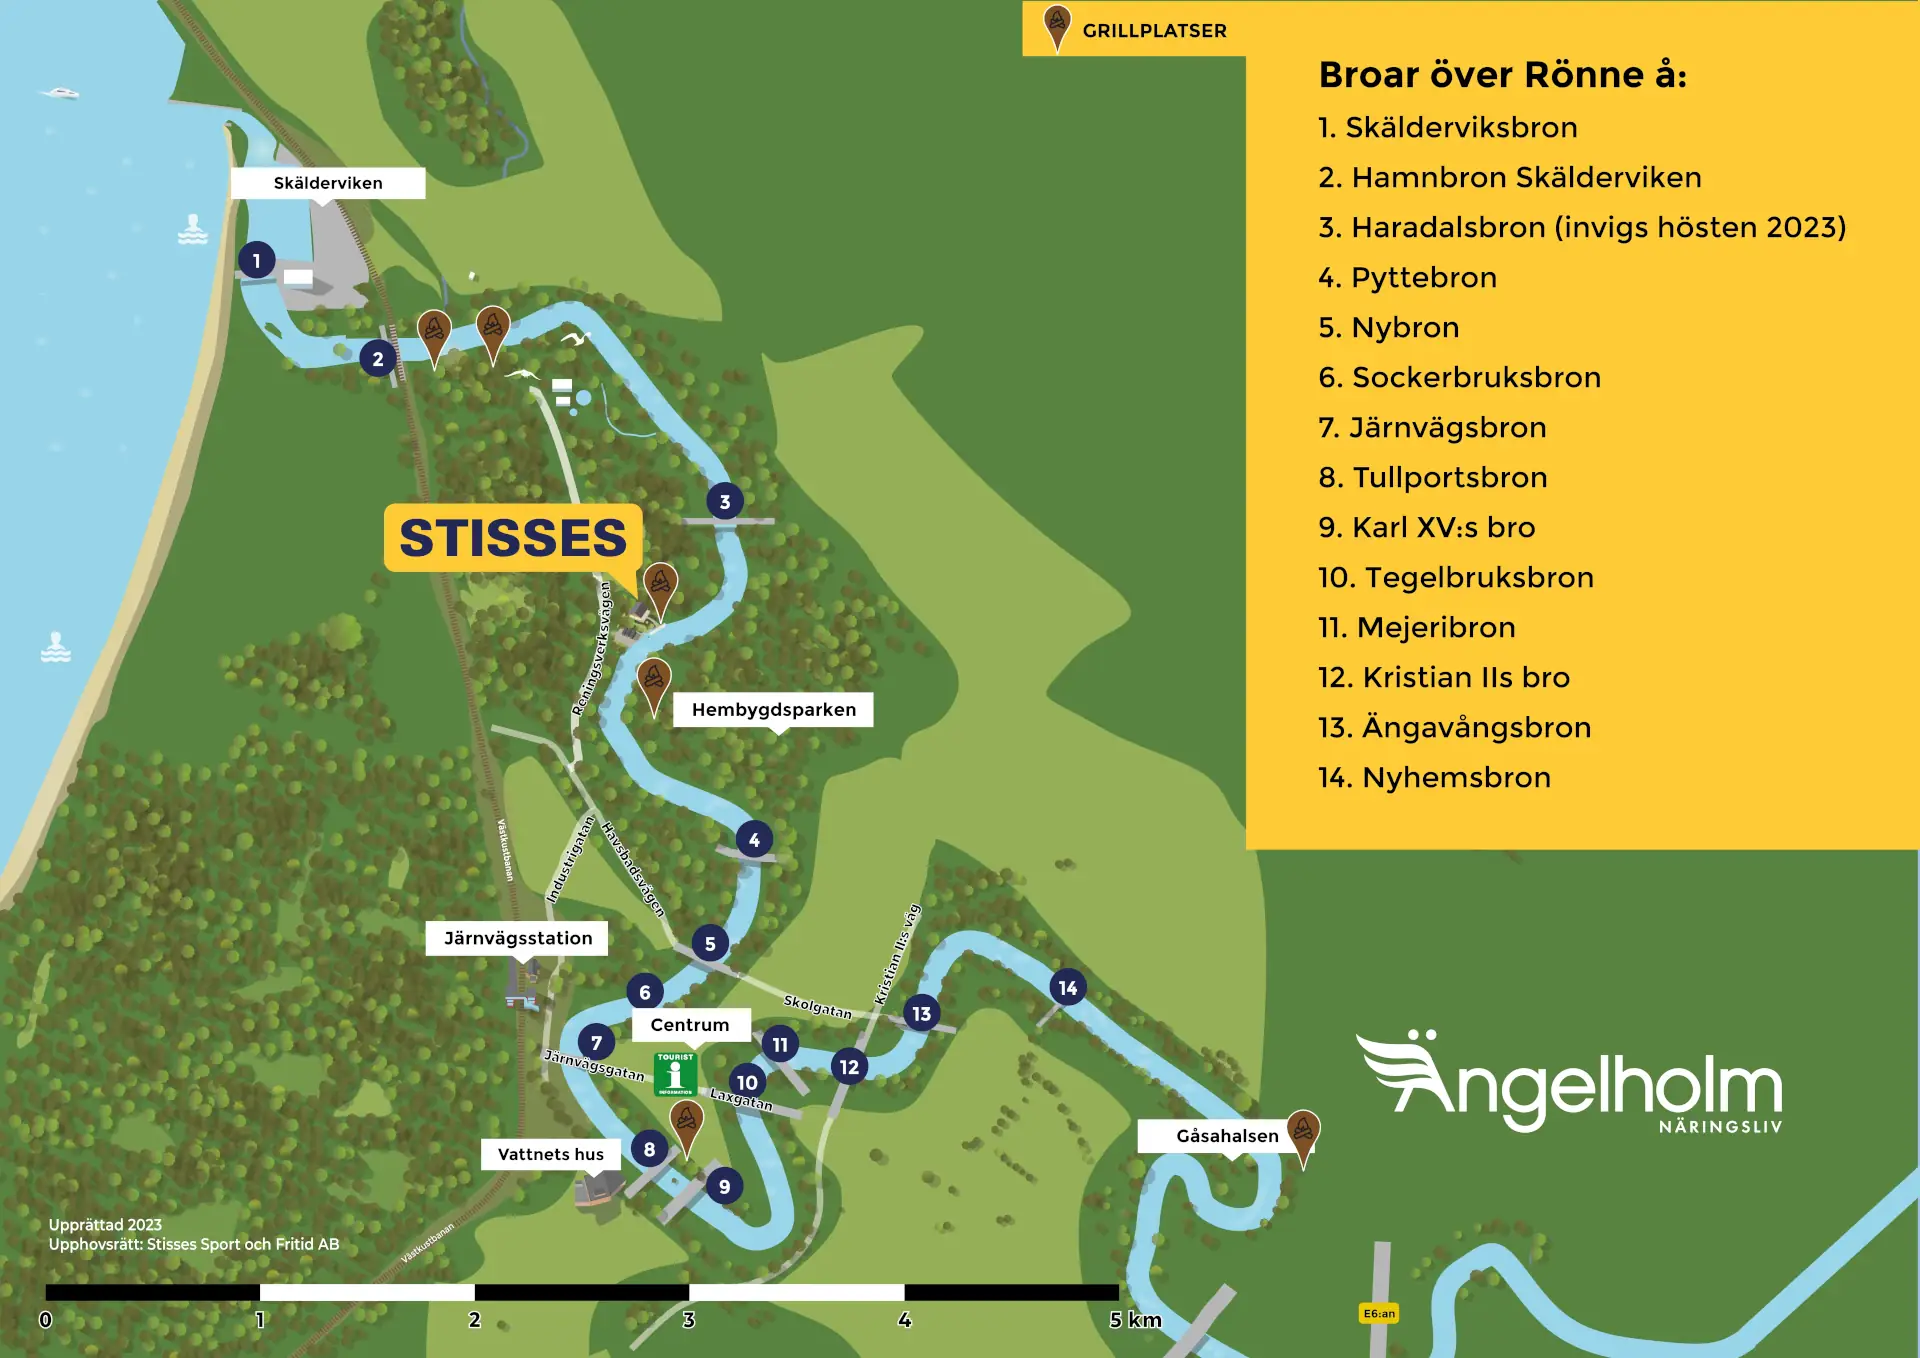 GRILLPLATSER
Broar över Rönne å:
1. Skälderviksbron
2. Hamnbron Skälderviken
3. Haradalsbron (invigs hösten 2023)
4. Pyttebron
5. Nybron
6. Sockerbruksbron
7. Järnvägsbron
8. Tullportsbron
9. Karl XV:s bro
10. Tegelbruksbron
11. Mejeribron
12. Kristian IIs bro
13. Ängavångsbron
14. Nyhemsbron
Skälderviken
1
2
3
STISSES
Reningsverksvägen
Hembygdsparken
Västkustbanan
Industrigatan
Havsbadsvägen
4
Järnvägsstation
5
Kristian II:s väg
6
Skolgatan
14
13
Centrum
7
11
Järnvägsgatan
TOURIST
INFORMATION
10
12
Laxgatan
Ängelholm
NÄRINGSLIV
Gåsahalsen
Vattnets hus
8
9
Västkustbanan
Upprättad 2023
Upphovsrätt: Stisses Sport och Fritid AB
E6:an
0 1 2 3 4 5 km